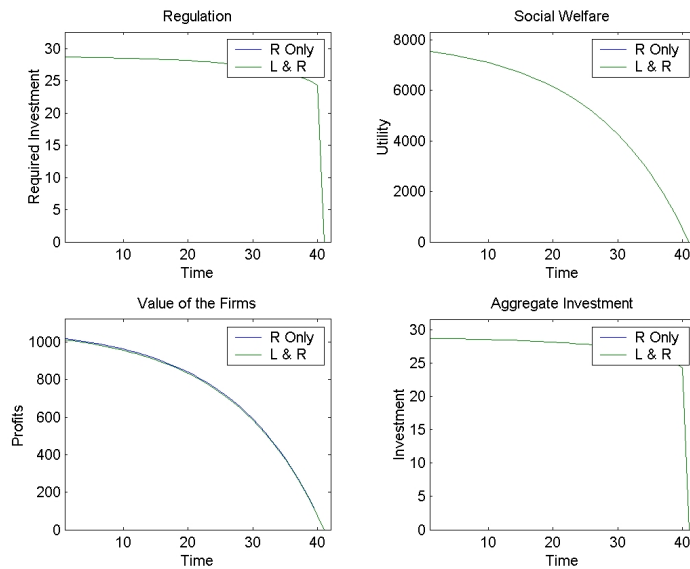 Regulation
30
25
20
15
10
5
0
Required Investment
10 20 30 40
Time
R Only
L & R
Social Welfare
8000
6000
4000
2000
0
Utility
10 20 30 40
Time
R Only
L & R
Value of the Firms
1000
800
600
400
200
0
Profits
10 20 30 40
Time
R Only
L & R
Aggregate Investment
30
25
20
15
10
5
0
Investment
10 20 30 40
Time
R Only
L & R